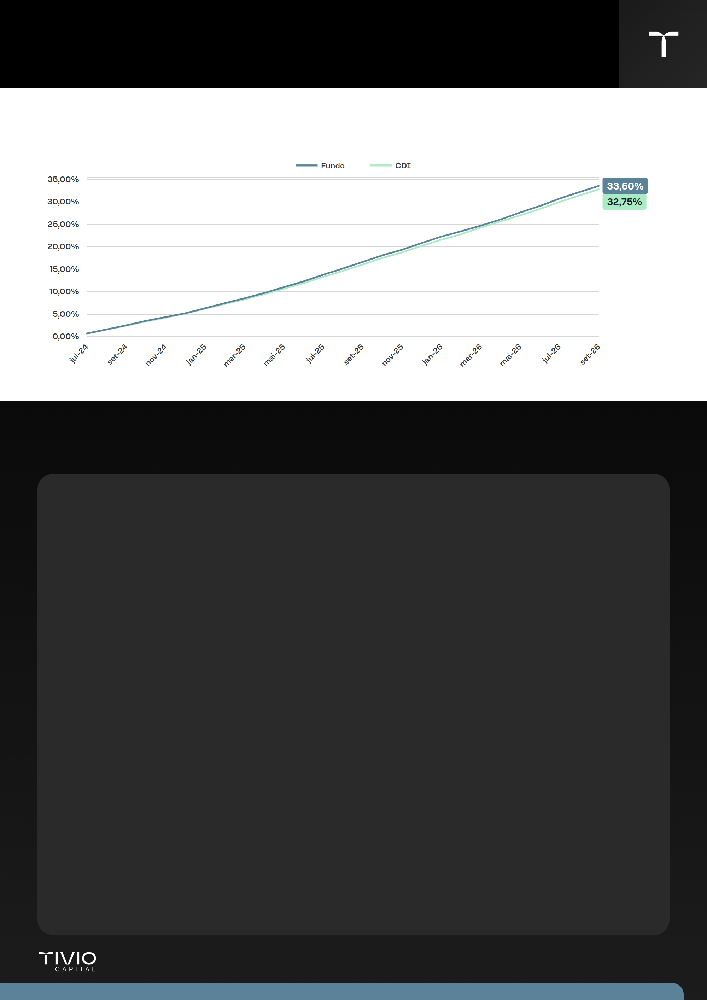 Fundo CDI
35,00%
30,00%
25,00%
20,00%
15,00%
10,00%
5,00%
0,00%
33,50%
32,75%
jul-24 set-24 nov-24 jan-25 mar-25 mai-25 jul-25 set-25 nov-25 jan-26 mar-26 mai-26 jul-26 set-26
TIVIO
CAPITAL